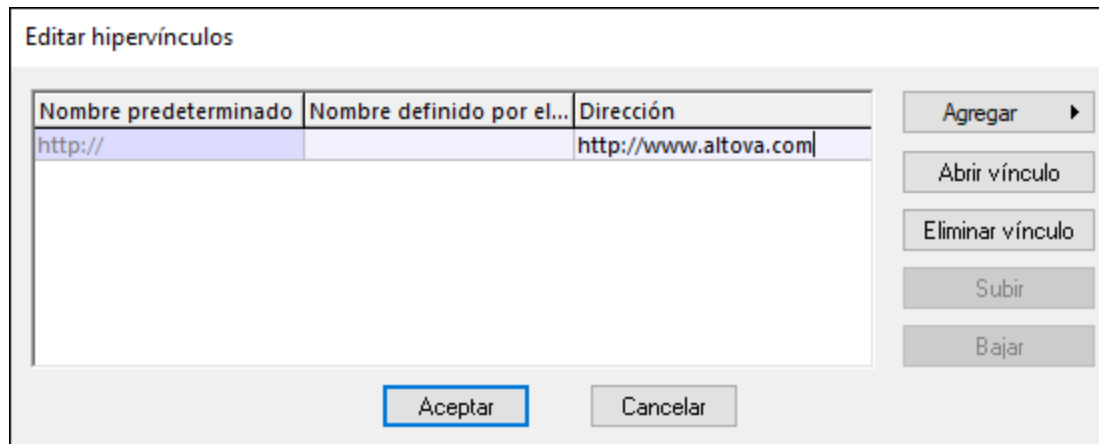 Editar hipervínculos
Nombre predeterminado Nombre definido por el... Dirección
http:// http://www.altova.com
Agregar
Abrir vínculo
Eliminar vínculo
Subir
Bajar
Aceptar Cancelar